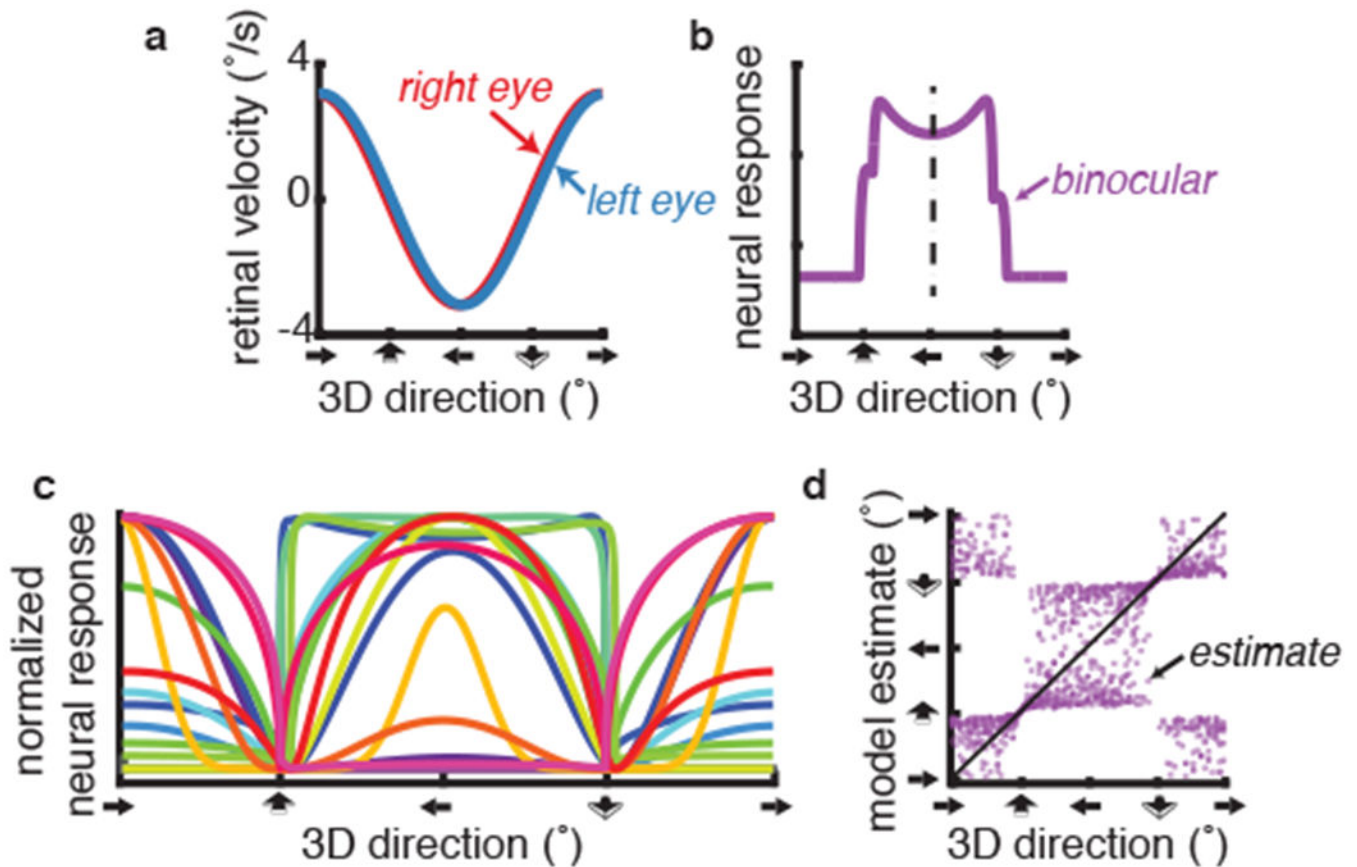 a
retinal velocity (˚/s)
4
0
-4
right eye
left eye
3D direction (˚)
b
neural response
binocular
3D direction (˚)
c
normalized
neural response
3D direction (˚)
d
model estimate (˚)
estimate
3D direction (˚)